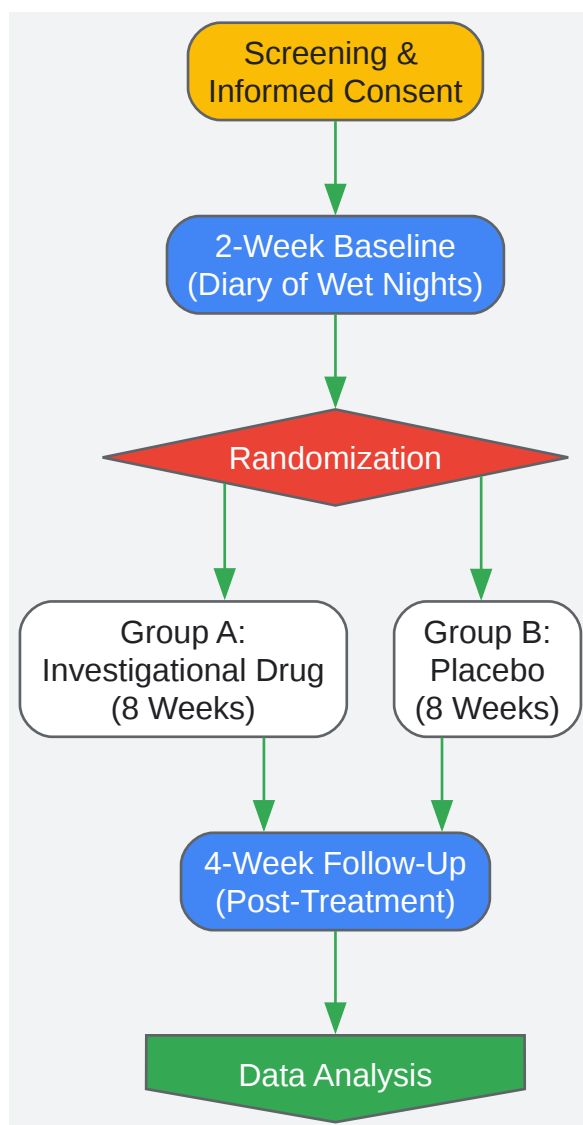 Screening &
Informed Consent
2-Week Baseline
(Diary of Wet Nights)
Randomization
Group A:
Investigational Drug
(8 Weeks)
Group B:
Placebo
(8 Weeks)
4-Week Follow-Up
(Post-Treatment)
Data Analysis